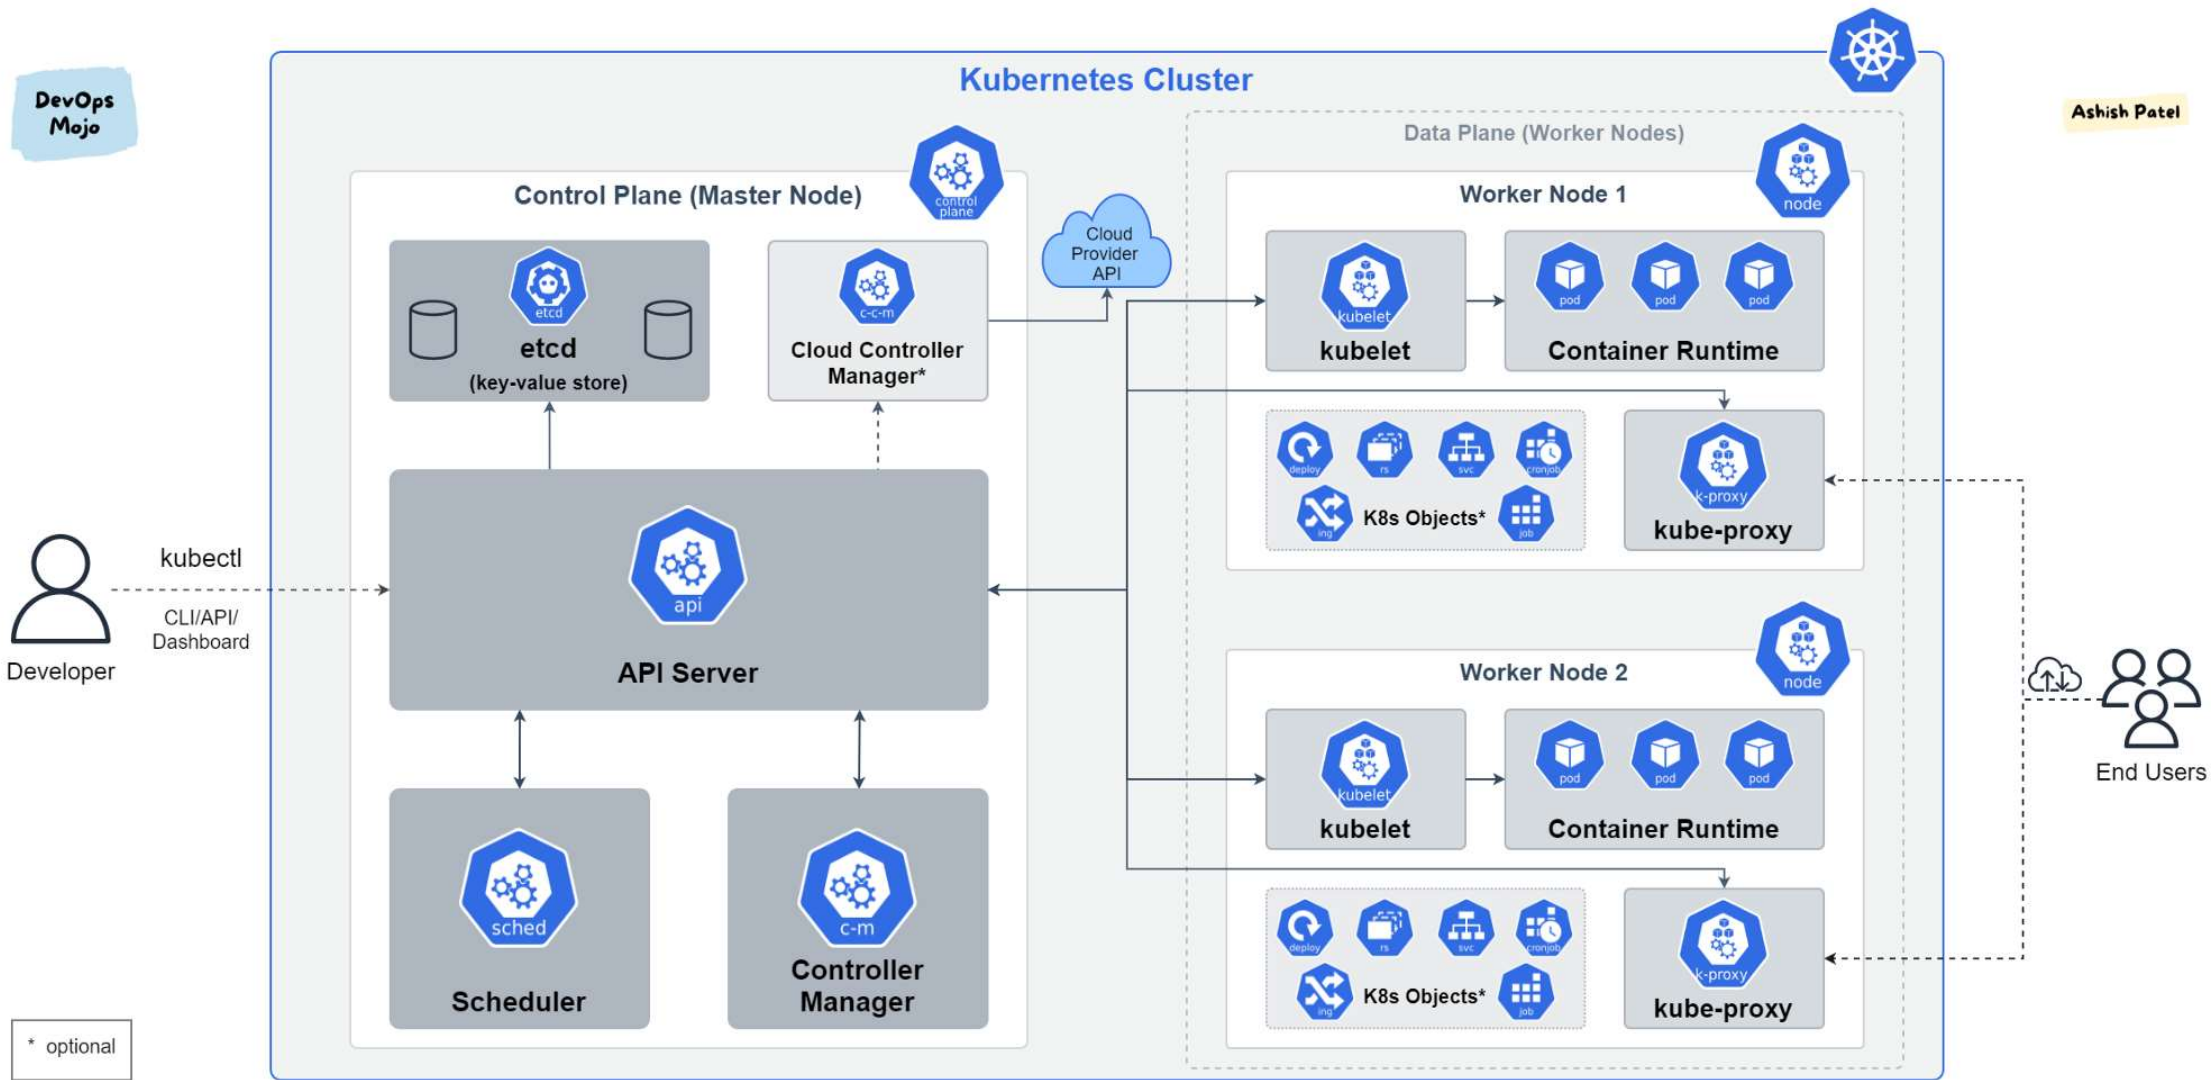 DevOps
Mojo
Kubernetes Cluster
Ashish Patel
Control Plane (Master Node)
control
plane
etcd
etcd
(key-value store)
c-c-m
Cloud Controller
Manager*
Cloud
Provider
API
api
API Server
sched
Scheduler
c-m
Controller
Manager
Developer
kubectl
CLI/API/
Dashboard
* optional
Data Plane (Worker Nodes)
Worker Node 1
node
kubelet
kubelet
pod
pod
pod
Container Runtime
deploy
rs
svc
cronjob
ing
K8s Objects*
job
k-proxy
kube-proxy
Worker Node 2
node
kubelet
kubelet
pod
pod
pod
Container Runtime
deploy
rs
svc
cronjob
ing
K8s Objects*
job
k-proxy
kube-proxy
End Users